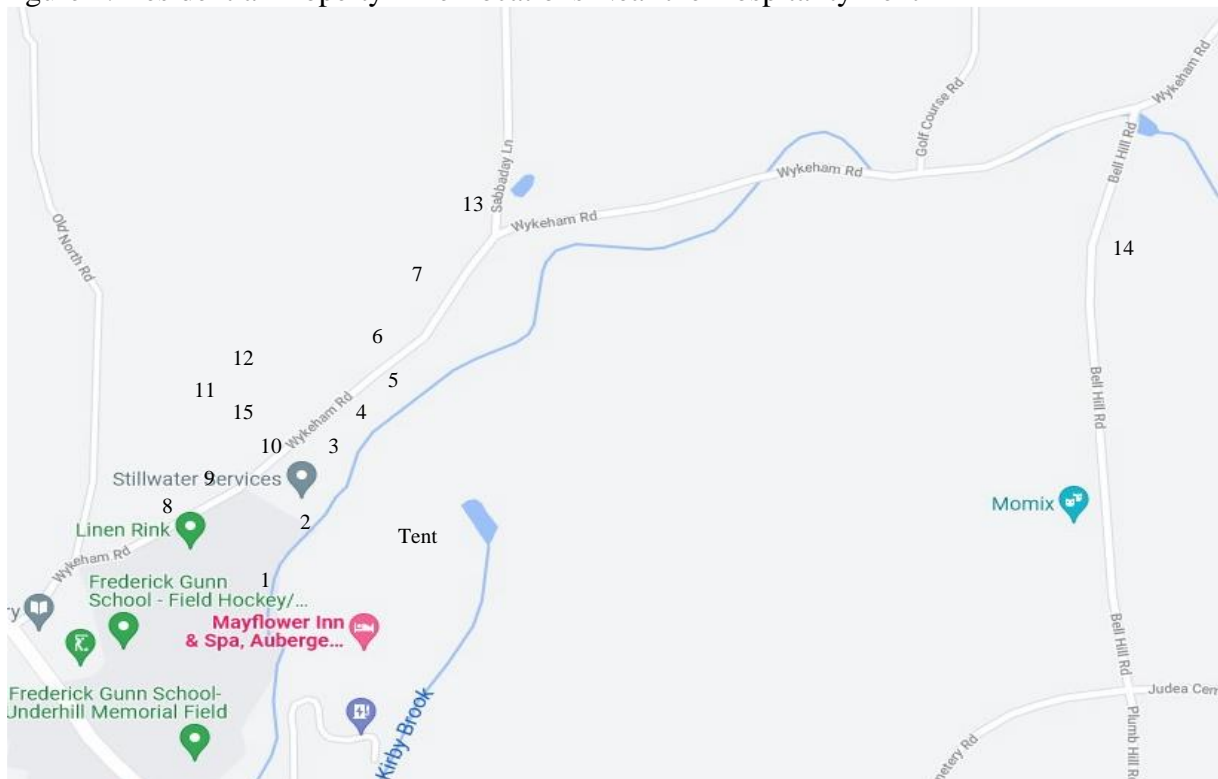 Wykeham Rd
Golf Course Rd
Bell Hill Rd
Sabbaday Ln
Wykeham Rd
13
Wykeham Rd
Old North Rd
14
7
6
12
5
11
Bell Hill Rd
15
4
Wykeham Rd
10
3
Stillwater Services
9
8
Momix
Linen Rink
2
Tent
Wykeham Rd
1
Frederick Gunn
School - Field Hockey/...
Mayflower Inn
& Spa, Auberge...
Bell Hill Rd
Frederick Gunn School-
Underhill Memorial Field
Judea Cem
Kirby Brook
Plumb Hill Rd